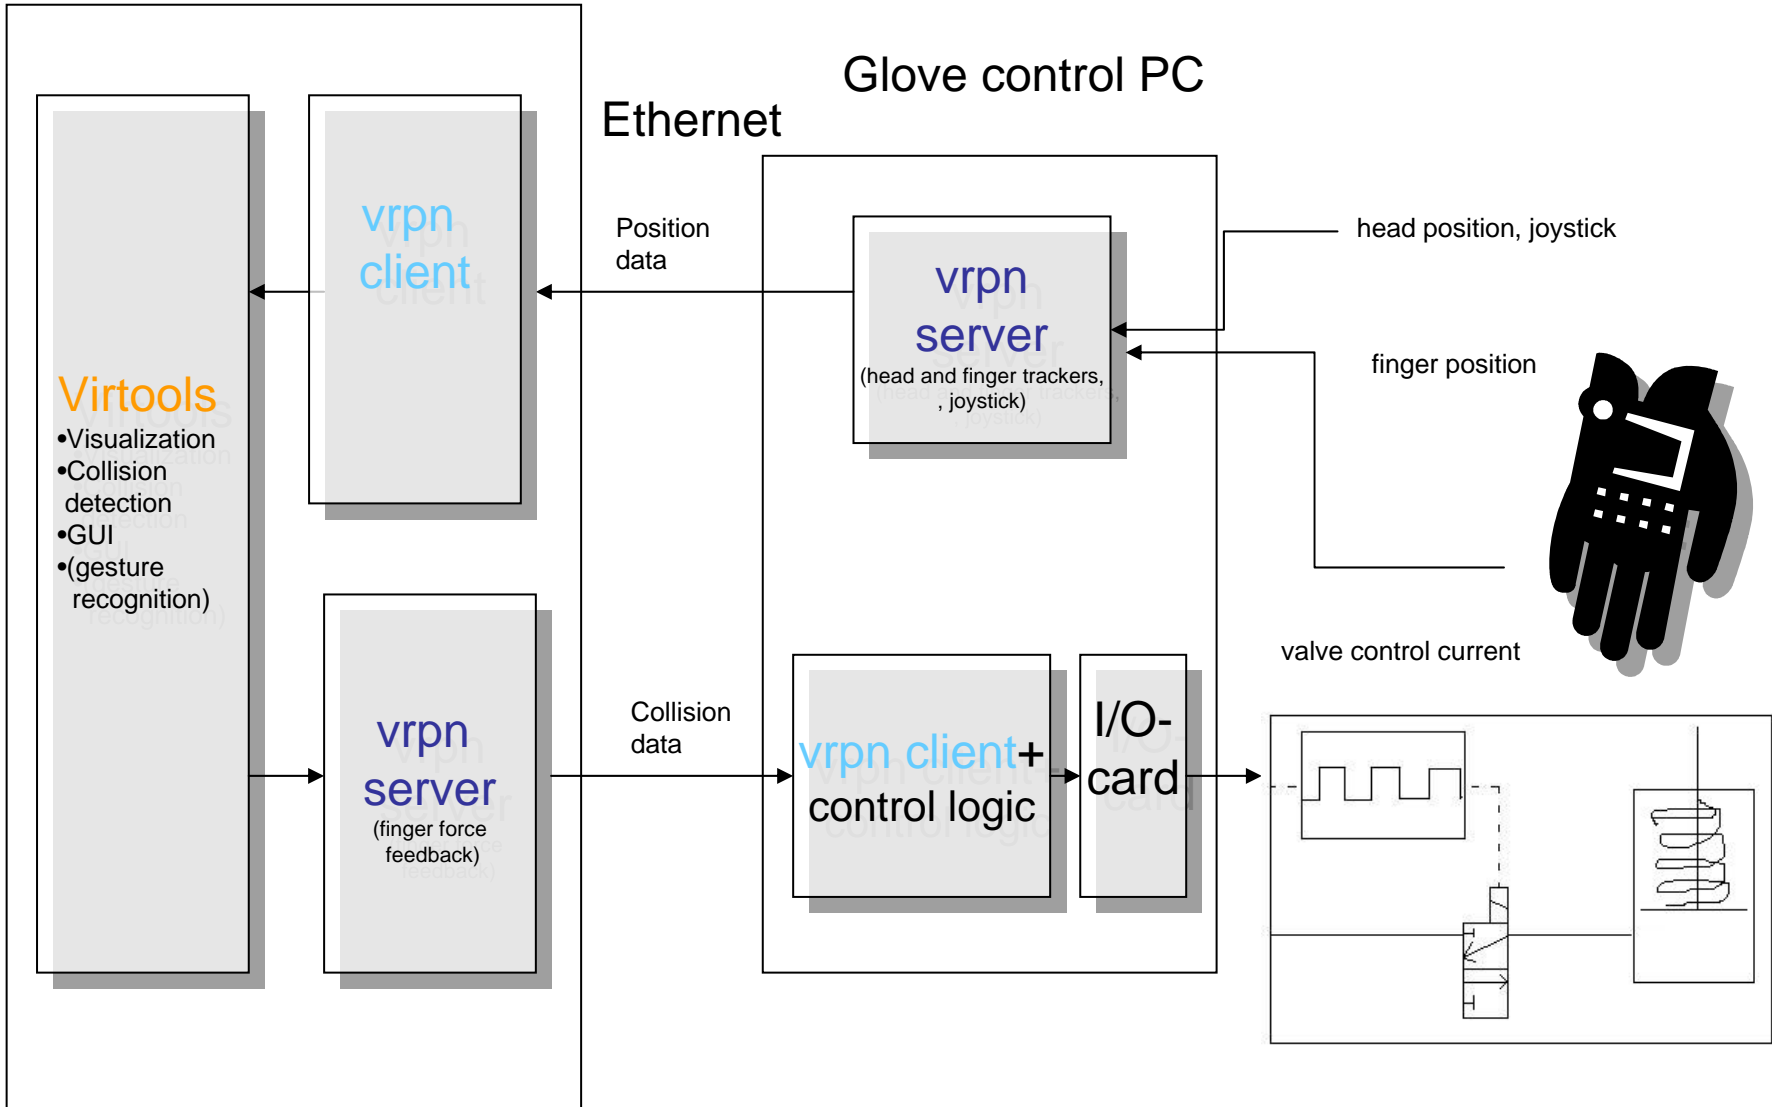 Glove control PC
Ethernet
vrpn
client
Virtools
•Visualization
•Collision
detection
•GUI
•(gesture
recognition)
vrpn
server
(finger force
feedback)
Position
data
Collision
data
vrpn
server
(head and finger trackers,
, joystick)
vrpn client+
control logic
I/O-
card
head position, joystick
finger position
valve control current